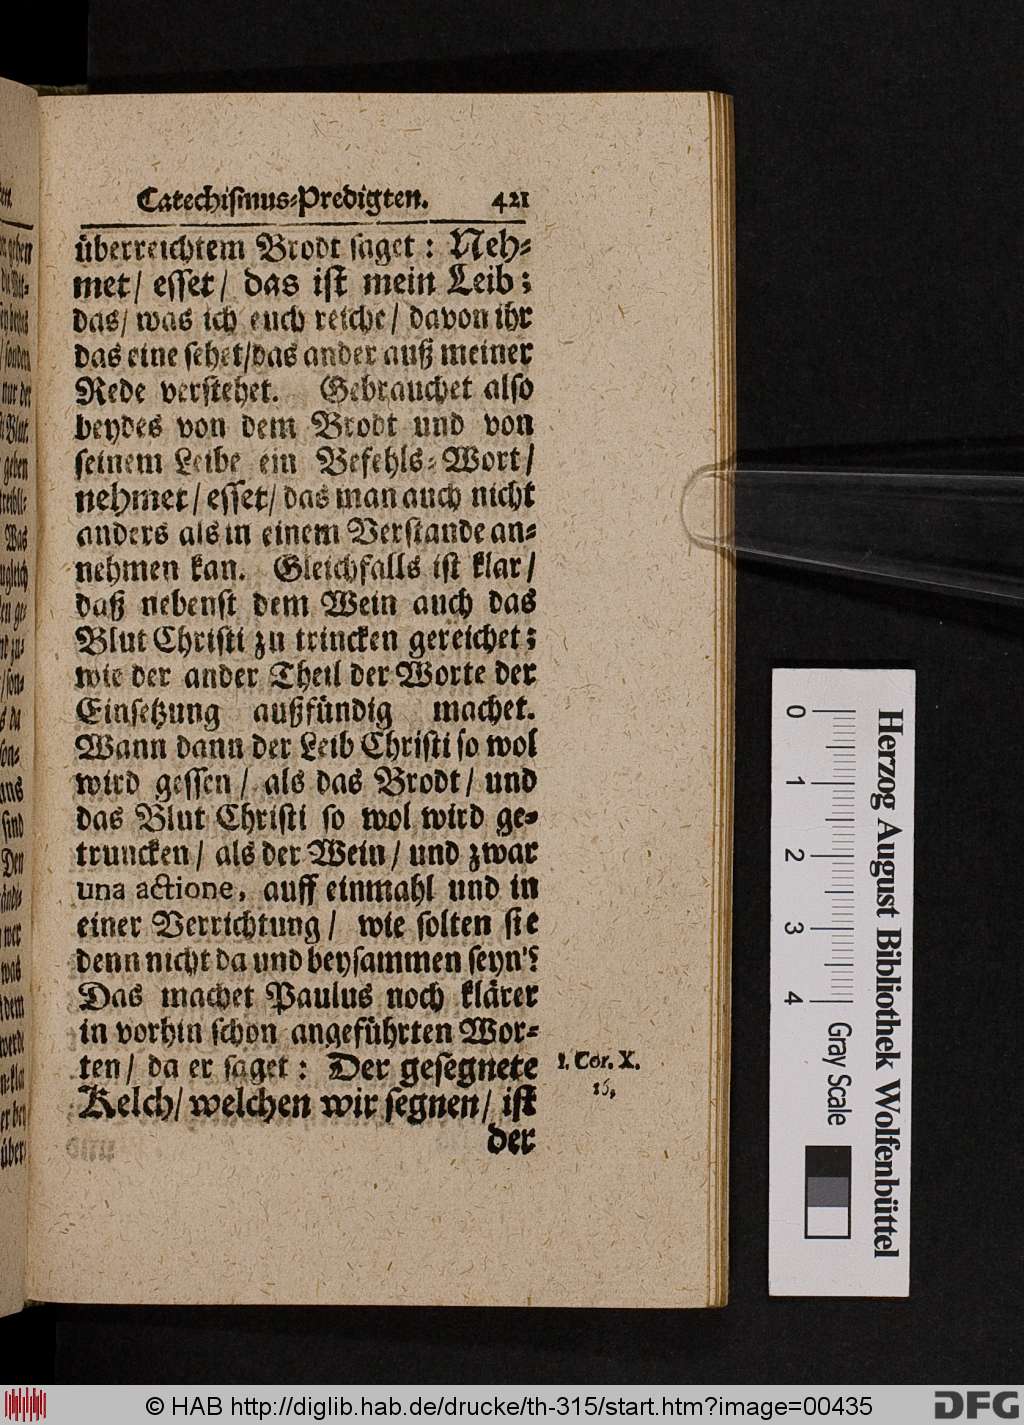 Catechismus-Predigten. 421
überreichtem Brodt saget: Neh-
met/ esset/ das ist mein Leib;
das/ was ich euch reiche/ davon ihr
das eine sehet/das ander auß meiner
Rede verstehet. Gebrauchet also
beydes von dem Brodt und von
seinem Leibe ein Befehls-Wort/
nehmet/ esset/ das man auch nicht
anders als in einem Verstande an-
nehmen kan. Gleichfalls ist klar/
daß nebenst dem Wein auch das
Blut Christi zu trincken gereichet;
wie der ander Theil der Worte der
Einsetzung außfündig machet.
Wann dann der Leib Christi so wol
wird gessen/ als das Brodt/ und
das Blut Christi so wol wird ge-
truncken/ als der Wein/ und zwar
una actione, auff einmahl und in
einer Verrichtung/ wie solten sie
denn nicht da und beysammen seyn?
Das machet Paulus noch klärer
in vorhin schon angeführten Wor-
ten/ da er saget: Der gesegnete
Kelch/ welchen wir segnen/ ist
der
1. Cor. X.
16,
Herzog August Bibliothek Wolfenbüttel
0 1 2 3 4 Gray Scale
© HAB http://diglib.hab.de/drucke/th-315/start.htm?image=00435
DFG